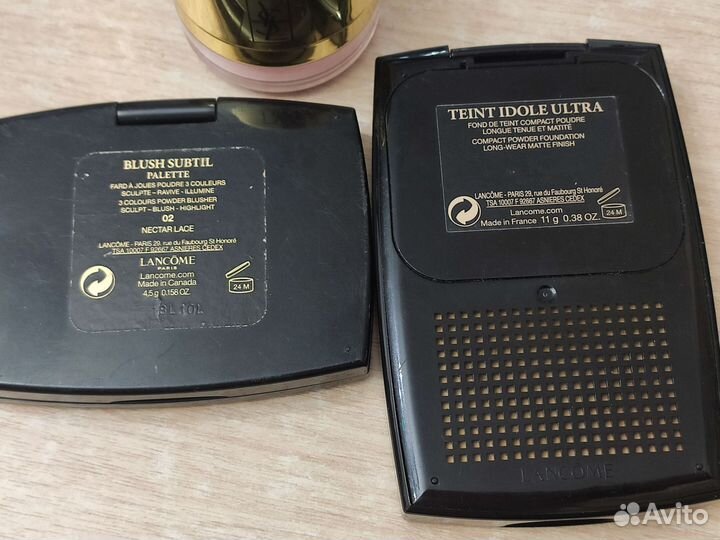 YSL
BLUSH SUBTIL
PALETTE
FARD À JOUES POUDRE 3 COULEURS
SCULPTE - RAVIVE - ILLUMINE
3 COLOURS POWDER BLUSHER
SCULPT - BLUSH - HIGHLIGHT
02
NECTAR LACE
LANCÔME - PARIS 29, rue du Faubourg St Honoré
TSA 10007 F 92667 ASNIERES CEDEX
LANCÔME
PARIS
Lancome.com
Made in Canada
4,5 g 0.158 OZ.
24 M
TEINT IDOLE ULTRA
FOND DE TEINT COMPACT POUDRE
LONGUE TENUE ET MATITÉ
COMPACT POWDER FOUNDATION
LONG-WEAR MATTE FINISH
LANCÔME - PARIS 29, rue du Faubourg St Honoré
TSA 10007 F 92667 ASNIERES CEDEX
Lancome.com
Made in France 11 g 0.38 OZ.
24 M
LANCÔME
Avito